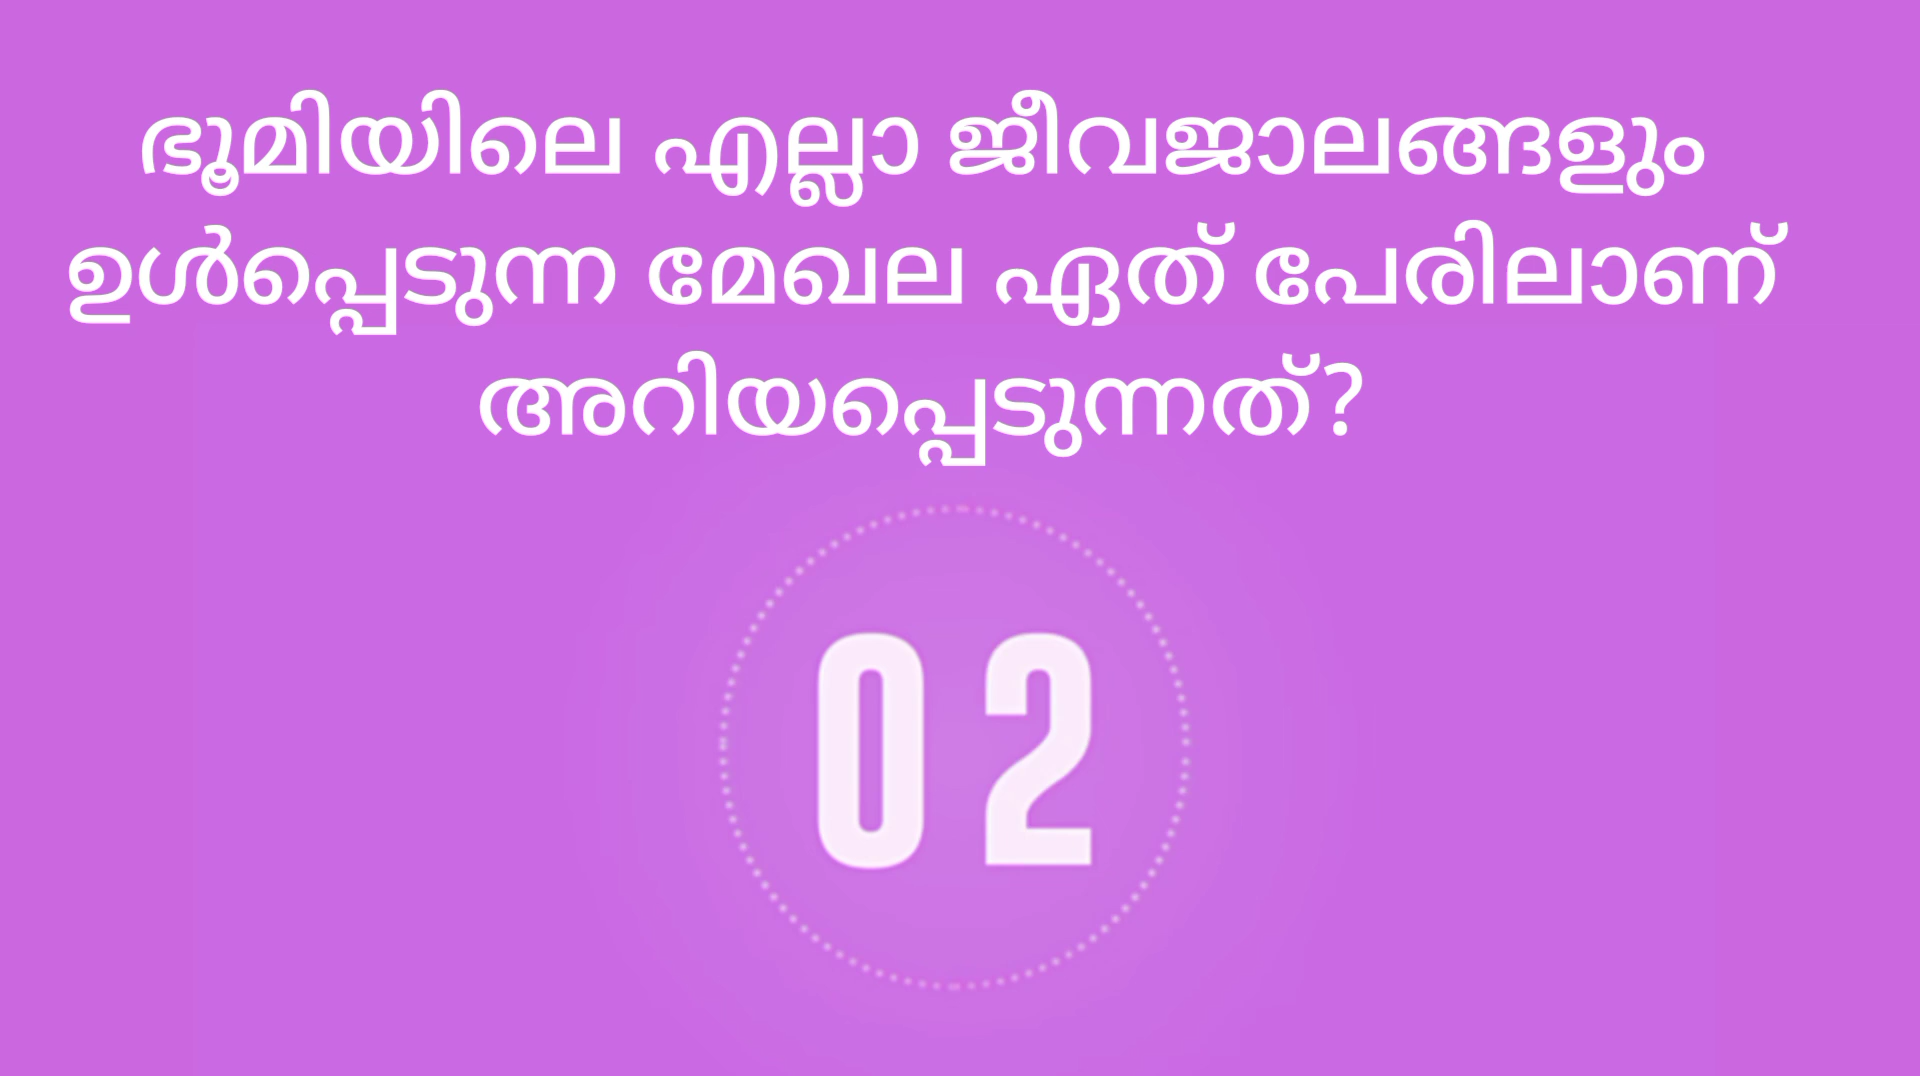 ഭൂമിയിലെ എല്ലാ ജീവജാലങ്ങളും
ഉൾപ്പെടുന്ന മേഖല ഏത് പേരിലാണ്
അറിയപ്പെടുന്നത്?
02